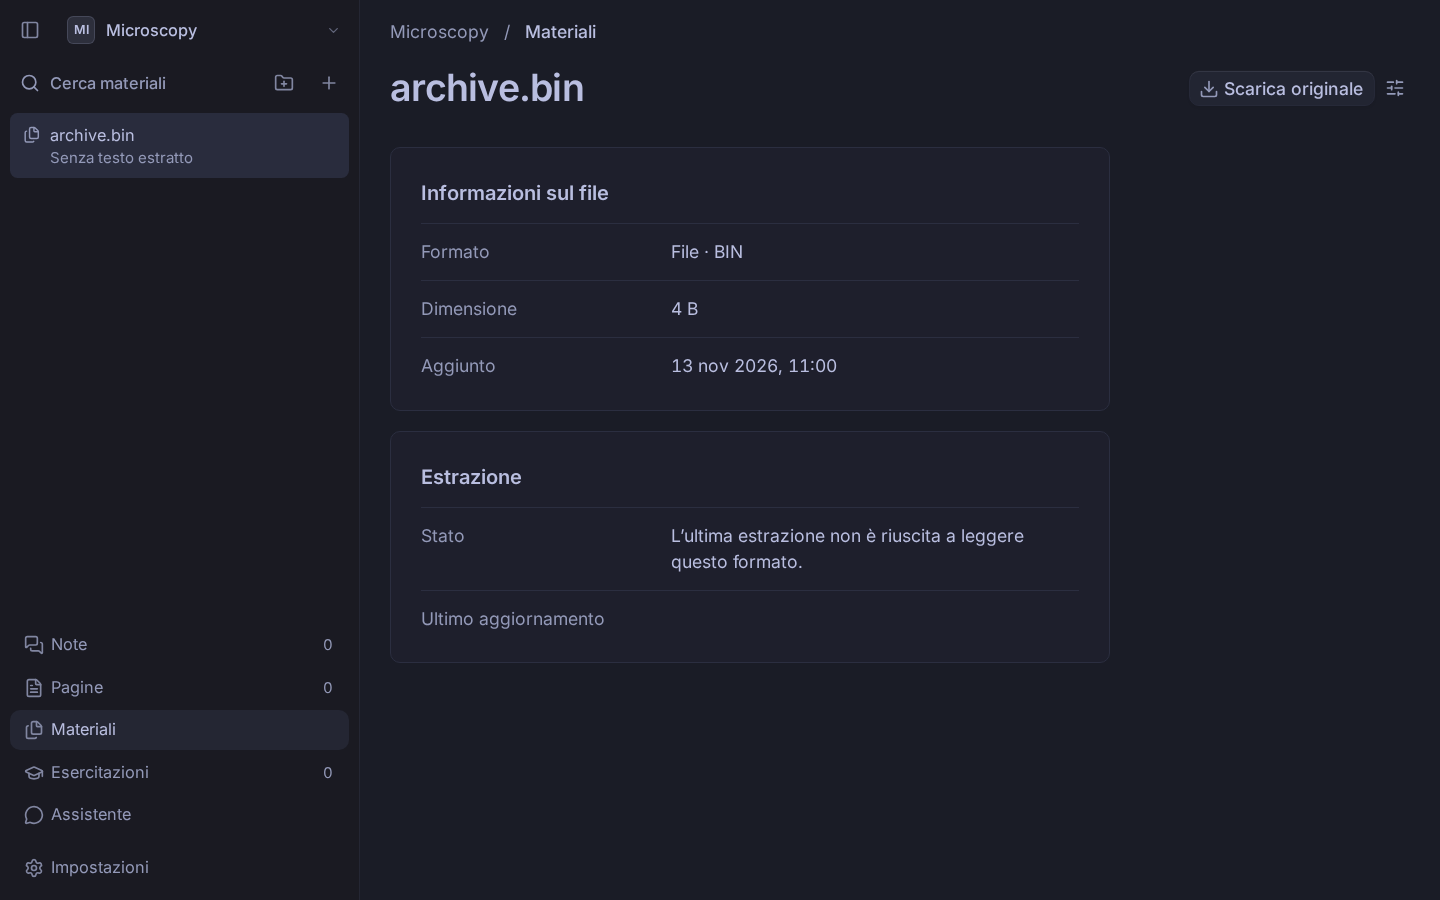 MI Microscopy
Cerca materiali
archive.bin
Senza testo estratto
Note 0
Pagine 0
Materiali
Esercitazioni 0
Assistente
Impostazioni
Microscopy / Materiali
archive.bin
Scarica originale
Informazioni sul file
Formato File · BIN
Dimensione 4 B
Aggiunto 13 nov 2026, 11:00
Estrazione
Stato L’ultima estrazione non è riuscita a leggere
questo formato.
Ultimo aggiornamento